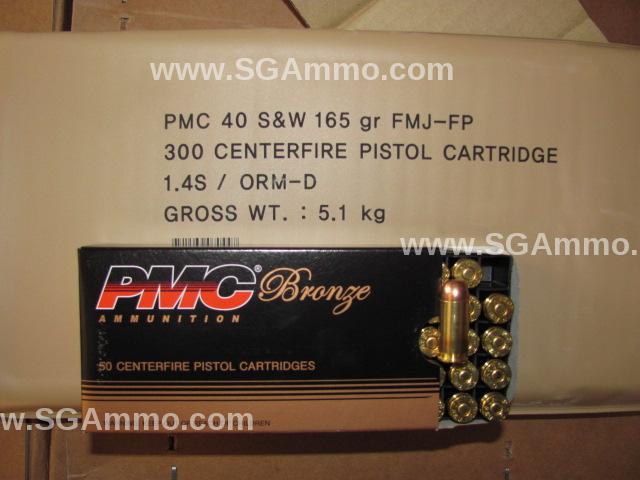 www.SGAmmo.com
PMC 40 S&W 165 gr FMJ-FP
300 CENTERFIRE PISTOL CARTRIDGE
1.4S / ORM-D
GROSS WT. : 5.1 kg
www.SGAmmo.
PMC® Bronze
AMMUNITION
50 CENTERFIRE PISTOL CARTRIDGES
www.SGAmmo.com
CHILDREN